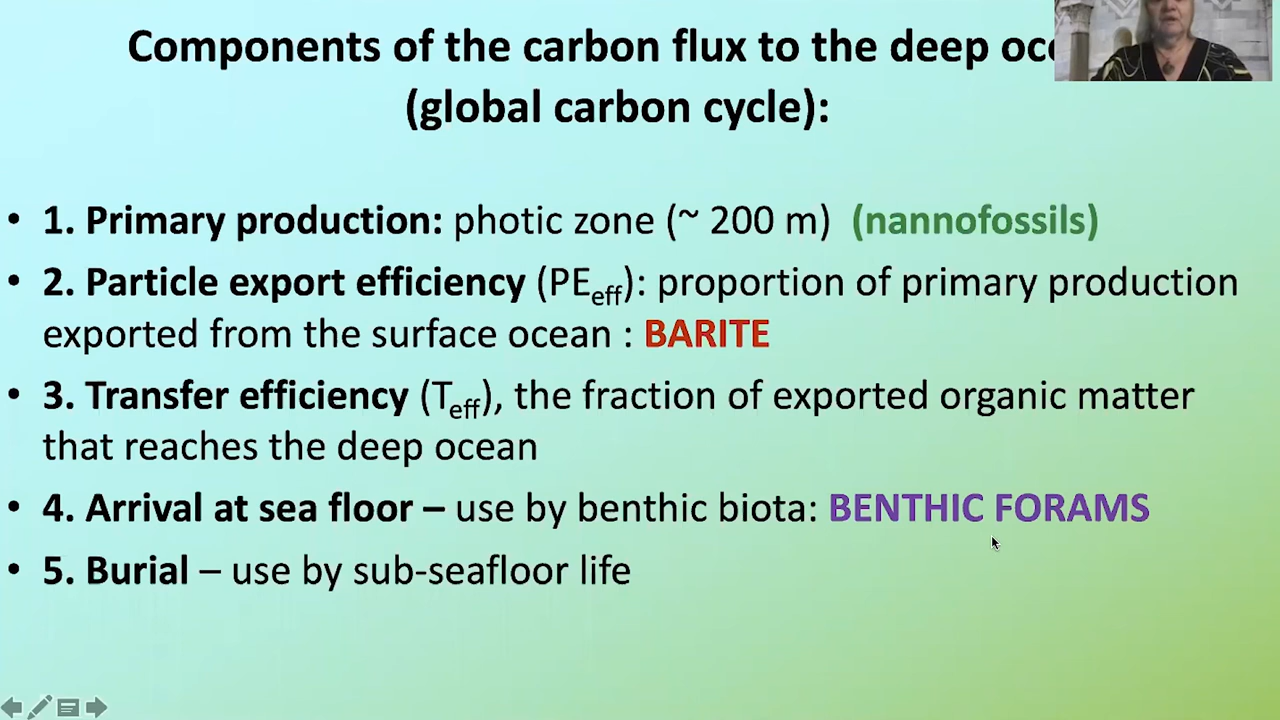 Components of the carbon flux to the deep
(global carbon cycle):
• 1. Primary production: photic zone (~ 200 m) (nannofossils)
• 2. Particle export efficiency (PEeff): proportion of primary production
exported from the surface ocean : BARITE
• 3. Transfer efficiency (Teff), the fraction of exported organic matter
that reaches the deep ocean
• 4. Arrival at sea floor – use by benthic biota: BENTHIC FORAMS
• 5. Burial – use by sub-seafloor life